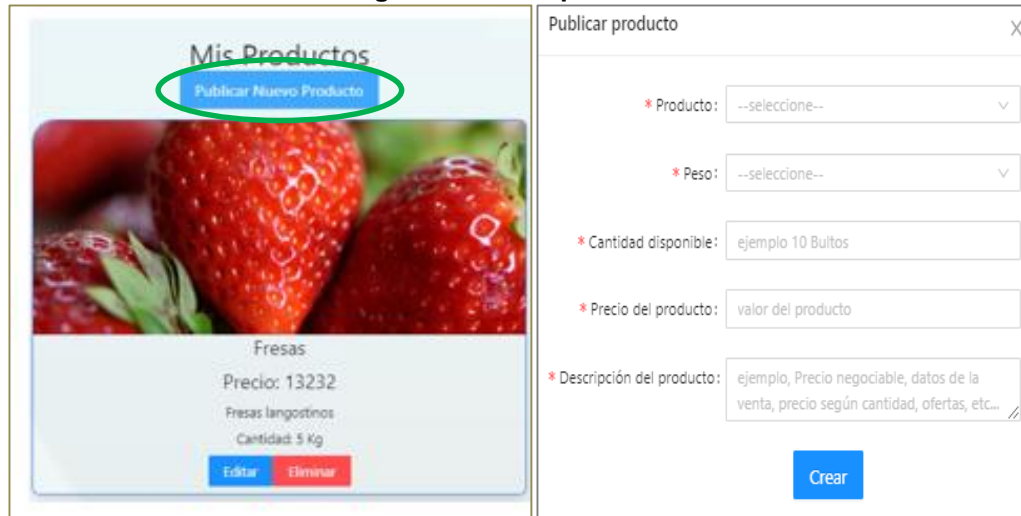 Mis Productos
Publicar Nuevo Producto
Fresas
Precio: 13232
Fresas langostinos
Cantidad: 5 Kg
Editar Eliminar
Publicar producto X
* Producto: --seleccione--
* Peso: --seleccione--
* Cantidad disponible: ejemplo 10 Bultos
* Precio del producto: valor del producto
* Descripción del producto: ejemplo, Precio negociable, datos de la
venta, precio según cantidad, ofertas, etc...
Crear